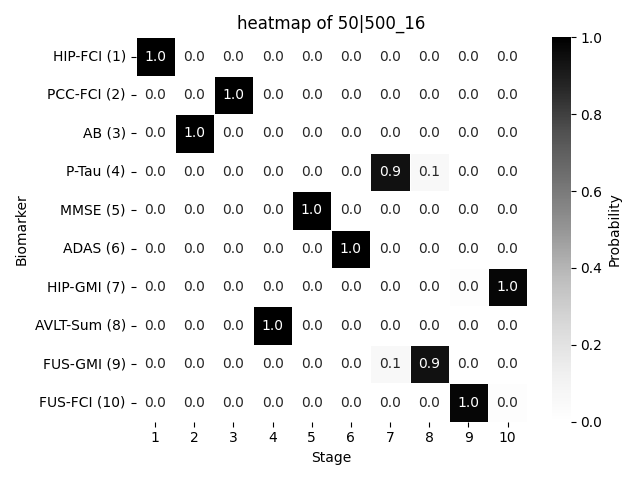 heatmap of 50|500_16
HIP-FCI (1) 1.0 0.0 0.0 0.0 0.0 0.0 0.0 0.0 0.0 0.0
PCC-FCI (2) 0.0 0.0 1.0 0.0 0.0 0.0 0.0 0.0 0.0 0.0
AB (3) 0.0 1.0 0.0 0.0 0.0 0.0 0.0 0.0 0.0 0.0
P-Tau (4) 0.0 0.0 0.0 0.0 0.0 0.0 0.9 0.1 0.0 0.0
MMSE (5) 0.0 0.0 0.0 0.0 1.0 0.0 0.0 0.0 0.0 0.0
ADAS (6) 0.0 0.0 0.0 0.0 0.0 1.0 0.0 0.0 0.0 0.0
HIP-GMI (7) 0.0 0.0 0.0 0.0 0.0 0.0 0.0 0.0 0.0 1.0
AVLT-Sum (8) 0.0 0.0 0.0 1.0 0.0 0.0 0.0 0.0 0.0 0.0
FUS-GMI (9) 0.0 0.0 0.0 0.0 0.0 0.0 0.1 0.9 0.0 0.0
FUS-FCI (10) 0.0 0.0 0.0 0.0 0.0 0.0 0.0 0.0 1.0 0.0
1 2 3 4 5 6 7 8 9 10
Stage
Biomarker
1.0
0.8
0.6
0.4
0.2
0.0
Probability